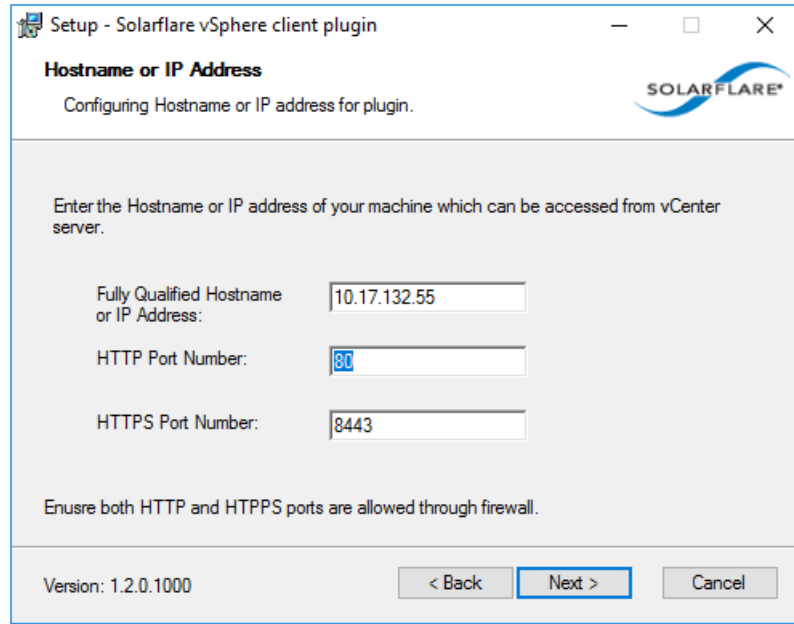 Setup - Solarflare vSphere client plugin
Hostname or IP Address
Configuring Hostname or IP address for plugin.
SOLARFLARE®
Enter the Hostname or IP address of your machine which can be accessed from vCenter
server.
Fully Qualified Hostname
or IP Address:
10.17.132.55
HTTP Port Number:
80
HTTPS Port Number:
8443
Enusre both HTTP and HTPPS ports are allowed through firewall.
Version: 1.2.0.1000
< Back
Next >
Cancel